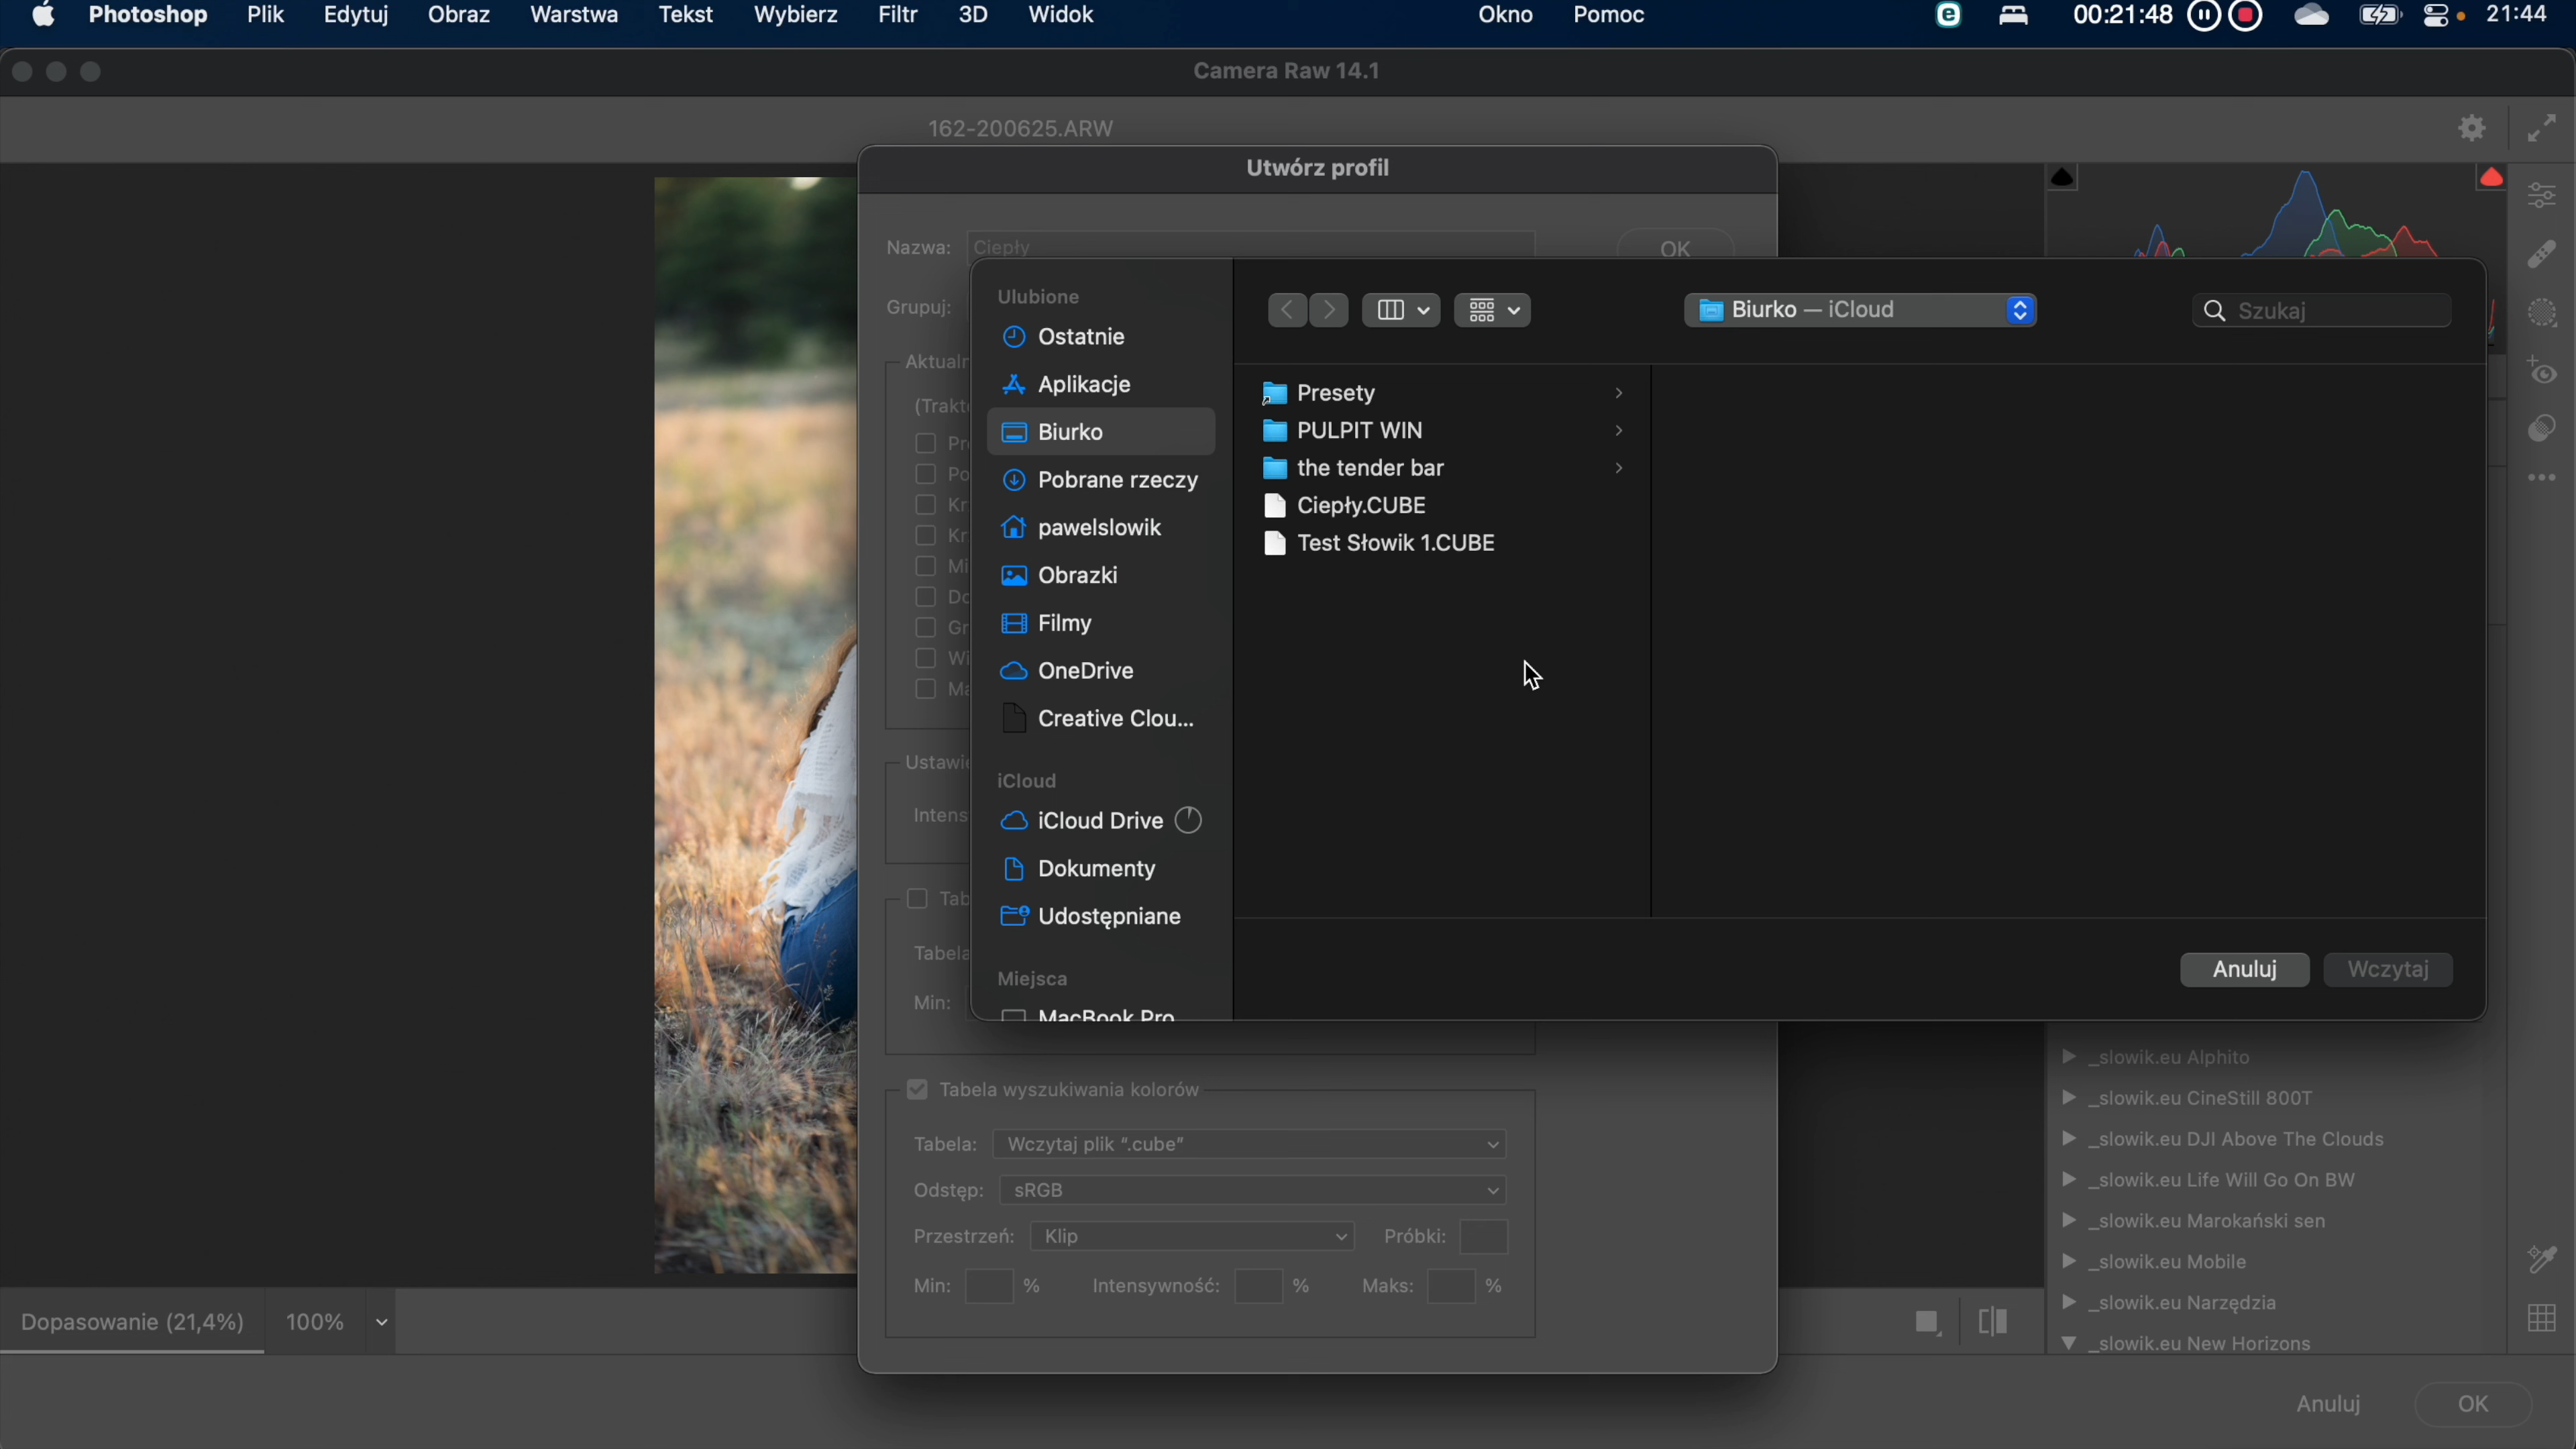 Photoshop Plik Edytuj Obraz Warstwa Tekst Wybierz Filtr 3D Widok Okno Pomoc 00:21:48 21:44
Camera Raw 14.1
162-200625.ARW
Utwórz profil
Nazwa: Ciepły
OK
Grupuj:
Ulubione
Ostatnie
Aplikacje
Biurko
Pobrane rzeczy
pawelslowik
Obrazki
Filmy
OneDrive
Creative Clou...
iCloud
iCloud Drive
Dokumenty
Udostępniane
Miejsca
MacBook Pro
Biurko — iCloud
Szukaj
Presety
PULPIT WIN
the tender bar
Ciepły.CUBE
Test Słowik 1.CUBE
Anuluj Wczytaj
Min:
Tabela wyszukiwania kolorów
Tabela: Wczytaj plik “.cube”
Odstęp: sRGB
Przestrzeń: Klip Próbki:
Min: % Intensywność: % Maks: %
_slowik.eu Alphito
_slowik.eu CineStill 800T
_slowik.eu DJI Above The Clouds
_slowik.eu Life Will Go On BW
_slowik.eu Marokański sen
_slowik.eu Mobile
_slowik.eu Narzędzia
_slowik.eu New Horizons
Dopasowanie (21,4%) 100%
Anuluj OK